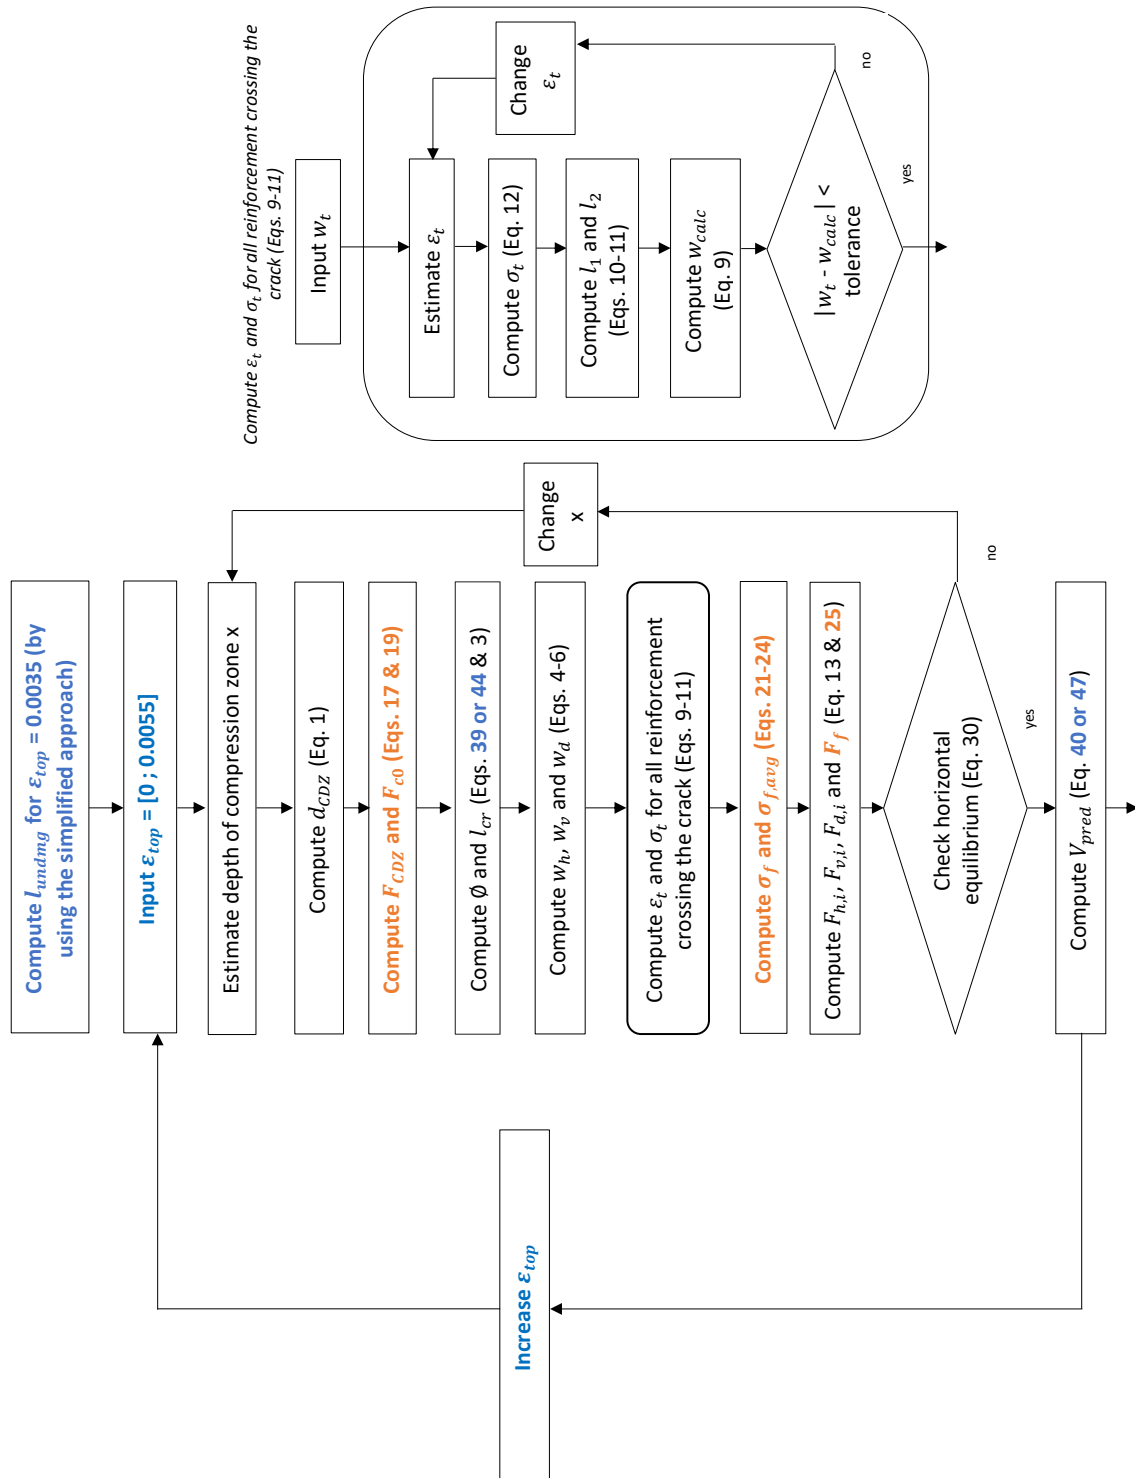 Compute l_undmg for ε_top = 0.0035 (by
using the simplified approach)
Input ε_top = [0 ; 0.0055]
Estimate depth of compression zone x
Compute d_CDZ (Eq. 1)
Compute F_CDZ and F_c0 (Eqs. 17 & 19)
Compute Ø and l_cr (Eqs. 39 or 44 & 3)
Compute w_h, w_v and w_d (Eqs. 4-6)
Compute ε_t and σ_t for all reinforcement
crossing the crack (Eqs. 9-11)
Compute σ_f and σ_f,avg (Eqs. 21-24)
Compute F_h,i, F_v,i, F_d,i and F_f (Eq. 13 & 25)
Check horizontal
equilibrium (Eq. 30)
no
yes
Change
x
Compute V_pred (Eq. 40 or 47)
Increase ε_top
Compute ε_t and σ_t for all reinforcement crossing the
crack (Eqs. 9-11)
Input w_t
Estimate ε_t
Compute σ_t (Eq. 12)
Compute l_1 and l_2
(Eqs. 10-11)
Compute w_calc
(Eq. 9)
|w_t - w_calc| <
tolerance
no
yes
Change
ε_t